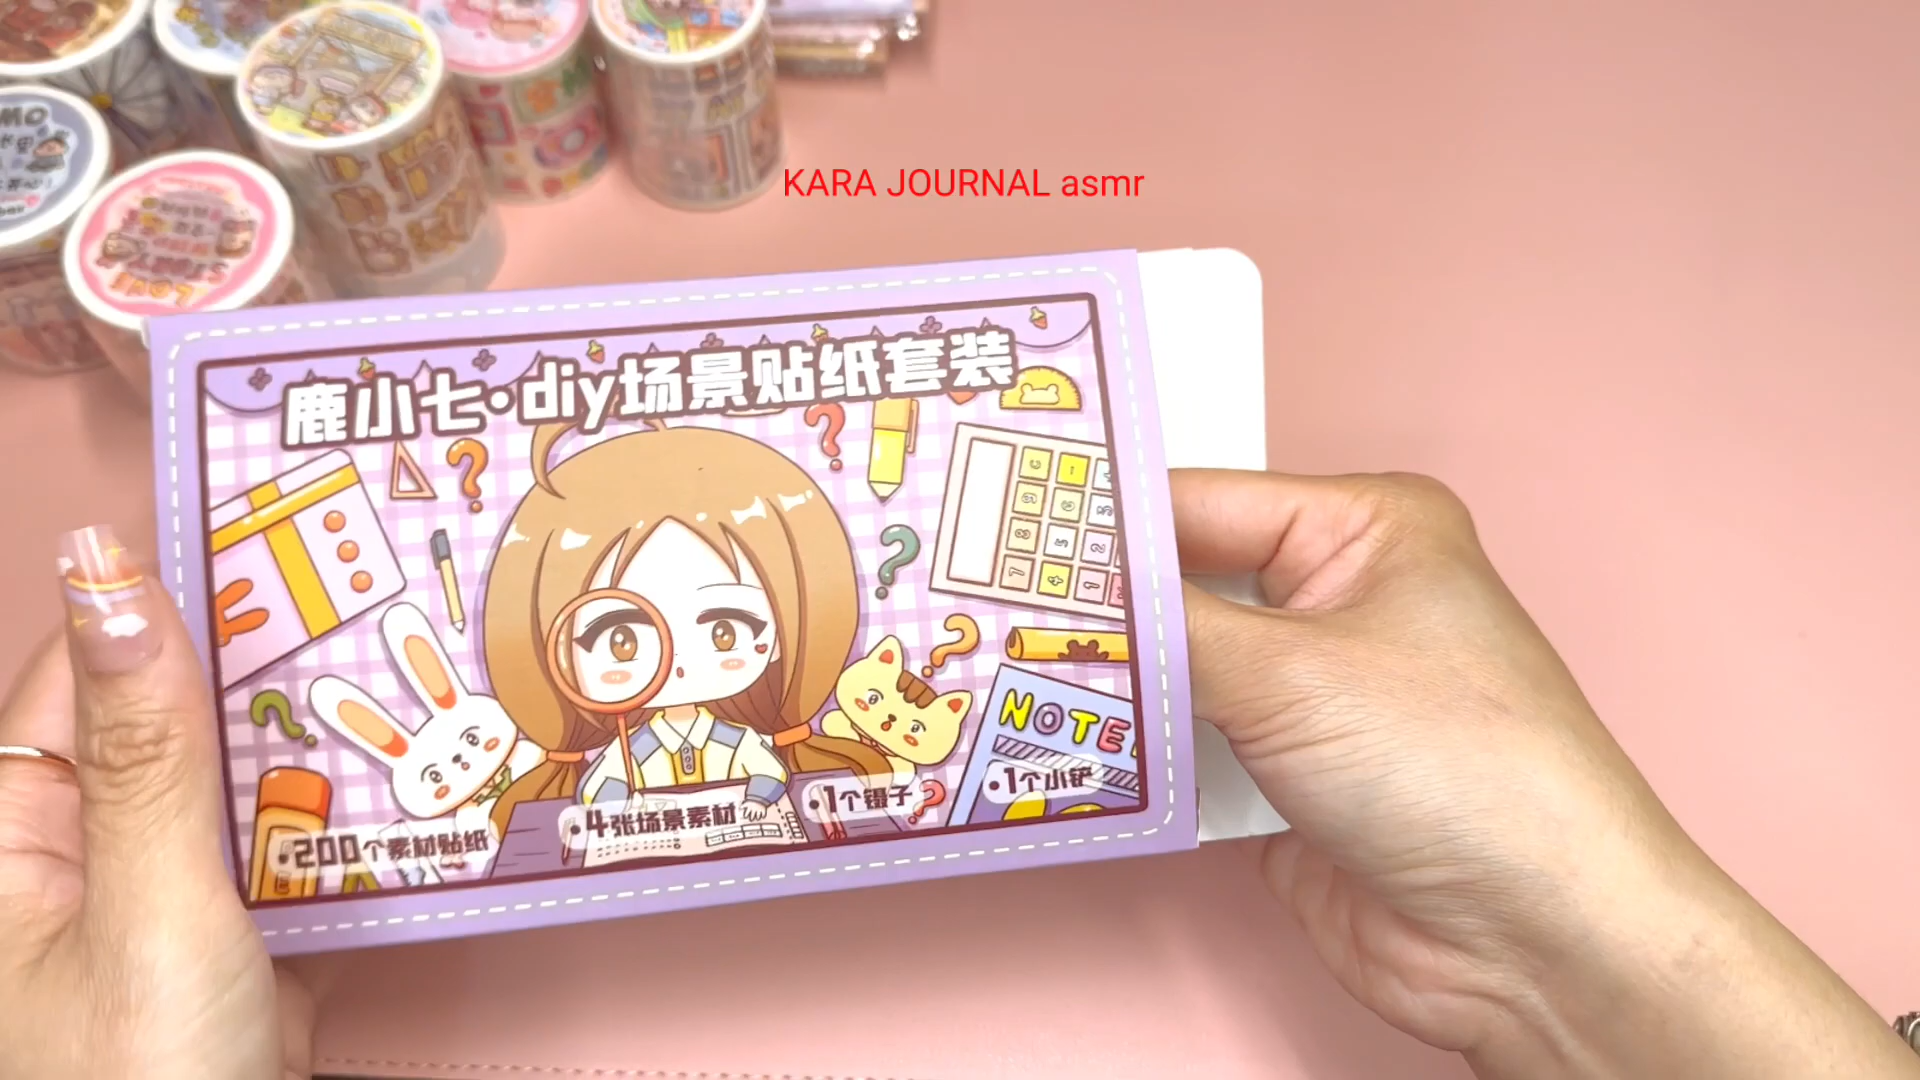 KARA JOURNAL asmr
鹿小七·diy场景贴纸套装
NOTE
·200个素材贴纸
·4张场景素材
·1个镊子
·1个小铲